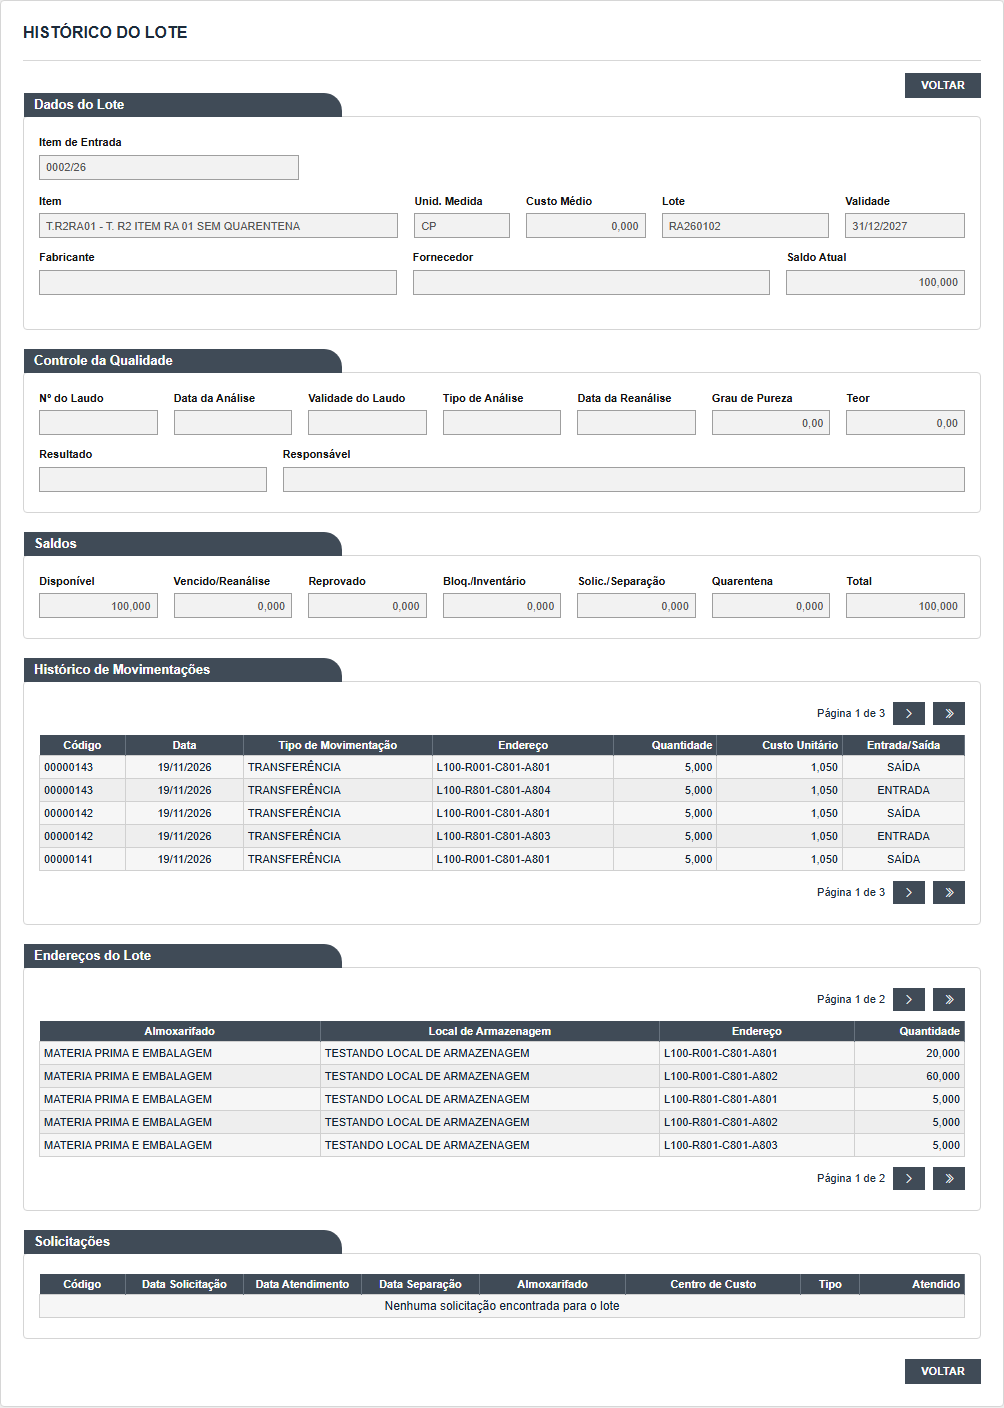 HISTÓRICO DO LOTE
VOLTAR
Dados do Lote
Item de Entrada
0002/26
Item Unid. Medida Custo Médio Lote Validade
T.R2RA01 - T. R2 ITEM RA 01 SEM QUARENTENA CP 0,000 RA260102 31/12/2027
Fabricante Fornecedor Saldo Atual
100,000
Controle da Qualidade
Nº do Laudo Data da Análise Validade do Laudo Tipo de Análise Data da Reanálise Grau de Pureza Teor
0,00 0,00
Resultado Responsável
Saldos
Disponível Vencido/Reanálise Reprovado Bloq./Inventário Solic./Separação Quarentena Total
100,000 0,000 0,000 0,000 0,000 0,000 100,000
Histórico de Movimentações
Página 1 de 3
Código Data Tipo de Movimentação Endereço Quantidade Custo Unitário Entrada/Saída
00000143 19/11/2026 TRANSFERÊNCIA L100-R001-C801-A801 5,000 1,050 SAÍDA
00000143 19/11/2026 TRANSFERÊNCIA L100-R801-C801-A804 5,000 1,050 ENTRADA
00000142 19/11/2026 TRANSFERÊNCIA L100-R001-C801-A801 5,000 1,050 SAÍDA
00000142 19/11/2026 TRANSFERÊNCIA L100-R801-C801-A803 5,000 1,050 ENTRADA
00000141 19/11/2026 TRANSFERÊNCIA L100-R001-C801-A801 5,000 1,050 SAÍDA
Página 1 de 3
Endereços do Lote
Página 1 de 2
Almoxarifado Local de Armazenagem Endereço Quantidade
MATERIA PRIMA E EMBALAGEM TESTANDO LOCAL DE ARMAZENAGEM L100-R001-C801-A801 20,000
MATERIA PRIMA E EMBALAGEM TESTANDO LOCAL DE ARMAZENAGEM L100-R001-C801-A802 60,000
MATERIA PRIMA E EMBALAGEM TESTANDO LOCAL DE ARMAZENAGEM L100-R801-C801-A801 5,000
MATERIA PRIMA E EMBALAGEM TESTANDO LOCAL DE ARMAZENAGEM L100-R801-C801-A802 5,000
MATERIA PRIMA E EMBALAGEM TESTANDO LOCAL DE ARMAZENAGEM L100-R801-C801-A803 5,000
Página 1 de 2
Solicitações
Código Data Solicitação Data Atendimento Data Separação Almoxarifado Centro de Custo Tipo Atendido
Nenhuma solicitação encontrada para o lote
VOLTAR